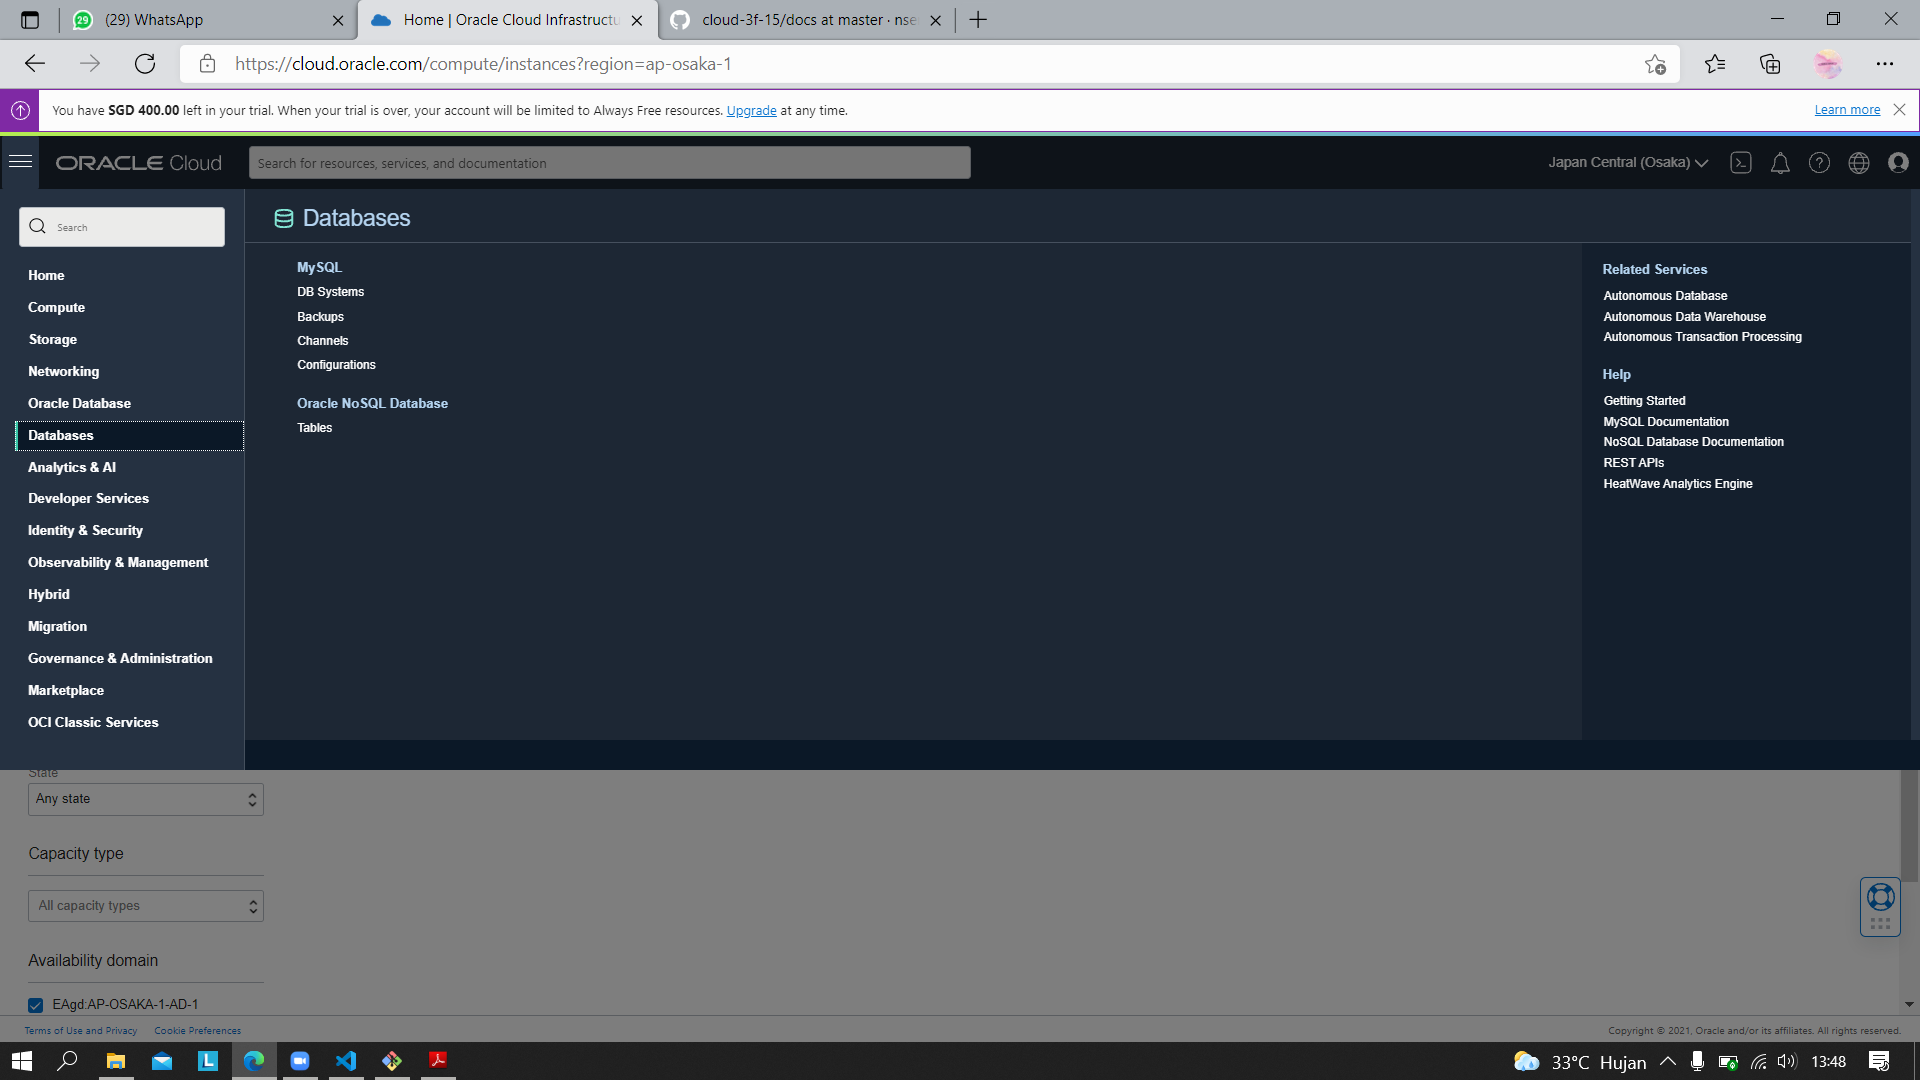 29
(29) WhatsApp
Home | Oracle Cloud Infrastructu
cloud-3f-15/docs at master · nse
https://cloud.oracle.com/compute/instances?region=ap-osaka-1
You have SGD 400.00 left in your trial. When your trial is over, your account will be limited to Always Free resources. Upgrade at any time.
Learn more
ORACLE Cloud
Search for resources, services, and documentation
Japan Central (Osaka)
Search
Home
Compute
Storage
Networking
Oracle Database
Databases
Analytics & AI
Developer Services
Identity & Security
Observability & Management
Hybrid
Migration
Governance & Administration
Marketplace
OCI Classic Services
Databases
MySQL
DB Systems
Backups
Channels
Configurations
Oracle NoSQL Database
Tables
Related Services
Autonomous Database
Autonomous Data Warehouse
Autonomous Transaction Processing
Help
Getting Started
MySQL Documentation
NoSQL Database Documentation
REST APIs
HeatWave Analytics Engine
State
Any state
Capacity type
All capacity types
Availability domain
EAgd:AP-OSAKA-1-AD-1
Terms of Use and Privacy
Cookie Preferences
Copyright © 2021, Oracle and/or its affiliates. All rights reserved.
L
33°C Hujan
13:48